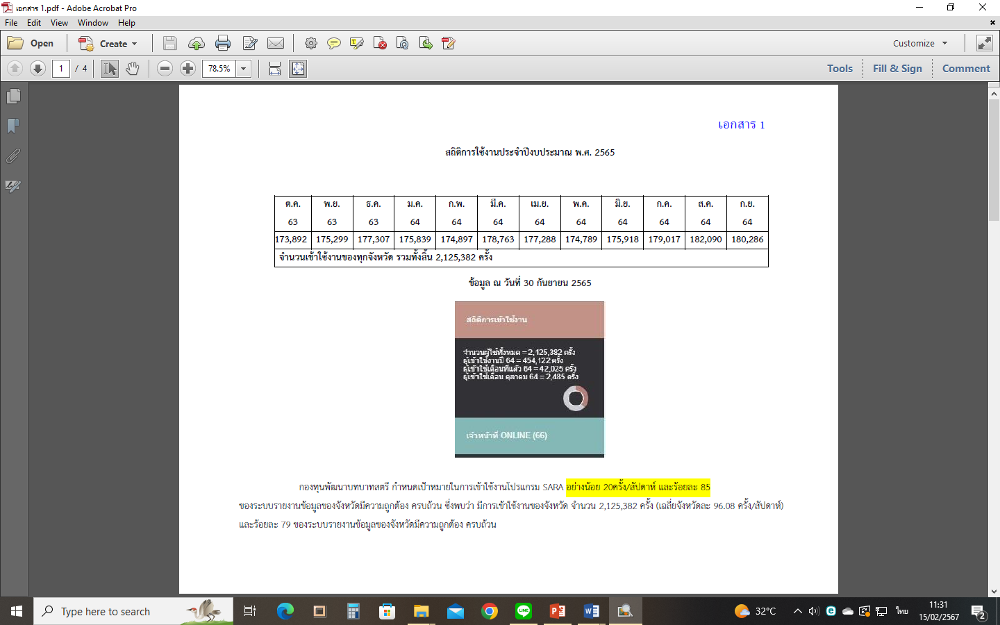 เอกสาร 1.pdf - Adobe Acrobat Pro
File Edit View Window Help
Open Create Customize
1 / 4 78.5% Tools Fill & Sign Comment
เอกสาร 1
สถิติการใช้งานประจำปีงบประมาณ พ.ศ. 2565
ต.ค. พ.ย. ธ.ค. ม.ค. ก.พ. มี.ค. เม.ย. พ.ค. มิ.ย. ก.ค. ส.ค. ก.ย.
63 63 63 64 64 64 64 64 64 64 64 64
173,892 175,299 177,307 175,839 174,897 178,763 177,288 174,789 175,918 179,017 182,090 180,286
จำนวนเข้าใช้งานของทุกจังหวัด รวมทั้งสิ้น 2,125,382 ครั้ง
ข้อมูล ณ วันที่ 30 กันยายน 2565
สถิติการเข้าใช้งาน
จำนวนผู้ใช้ทั้งหมด = 2,125,382 ครั้ง
ผู้เข้าใช้งานปี 64 = 454,122 ครั้ง
ผู้เข้าใช้เดือนที่แล้ว 64 = 42,025 ครั้ง
ผู้เข้าใช้เดือน ตุลาคม 64 = 2,485 ครั้ง
เจ้าหน้าที่ ONLINE (66)
กองทุนพัฒนาบทบาทสตรี กำหนดเป้าหมายในการเข้าใช้งานโปรแกรม SARA อย่างน้อย 20ครั้ง/สัปดาห์ และร้อยละ 85
ของระบบรายงานข้อมูลของจังหวัดมีความถูกต้อง ครบถ้วน ซึ่งพบว่า มีการเข้าใช้งานของจังหวัด จำนวน 2,125,382 ครั้ง (เฉลี่ยจังหวัดละ 96.08 ครั้ง/สัปดาห์)
และร้อยละ 79 ของระบบรายงานข้อมูลของจังหวัดมีความถูกต้อง ครบถ้วน
Type here to search 32°C ไทย 11:31
15/02/2567 2